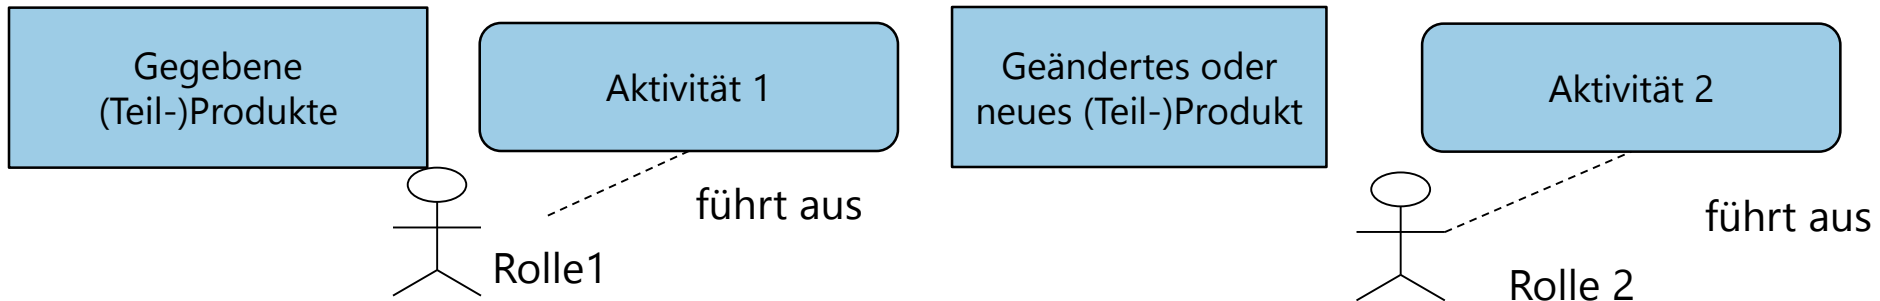 Gegebene
(Teil-)Produkte
Aktivität 1
führt aus
Rolle1
Geändertes oder
neues (Teil-)Produkt
Aktivität 2
führt aus
Rolle 2